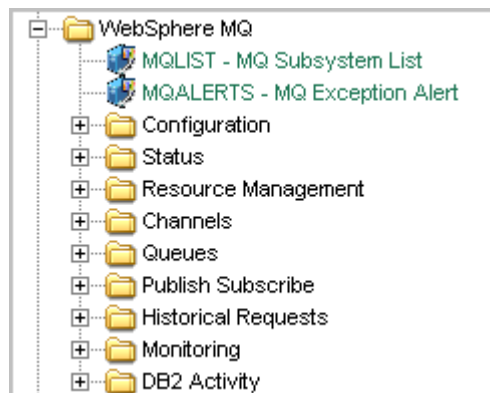 WebSphere MQ
MQLIST - MQ Subsystem List
MQALERTS - MQ Exception Alert
Configuration
Status
Resource Management
Channels
Queues
Publish Subscribe
Historical Requests
Monitoring
DB2 Activity